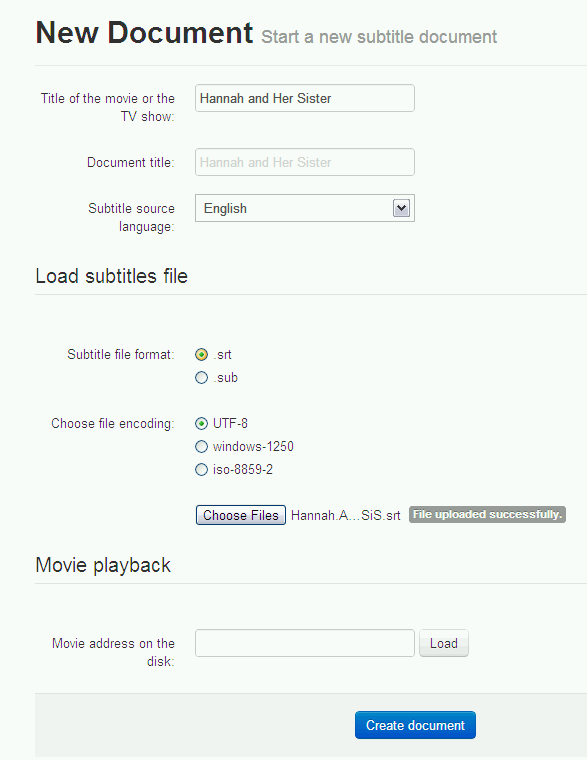 New Document Start a new subtitle document
Title of the movie or the
TV show:
Hannah and Her Sister
Document title:
Hannah and Her Sister
Subtitle source
language:
English
Load subtitles file
Subtitle file format:
.srt
.sub
Choose file encoding:
UTF-8
windows-1250
iso-8859-2
Choose Files Hannah.A...SiS.srt File uploaded successfully.
Movie playback
Movie address on the
disk:
Load
Create document